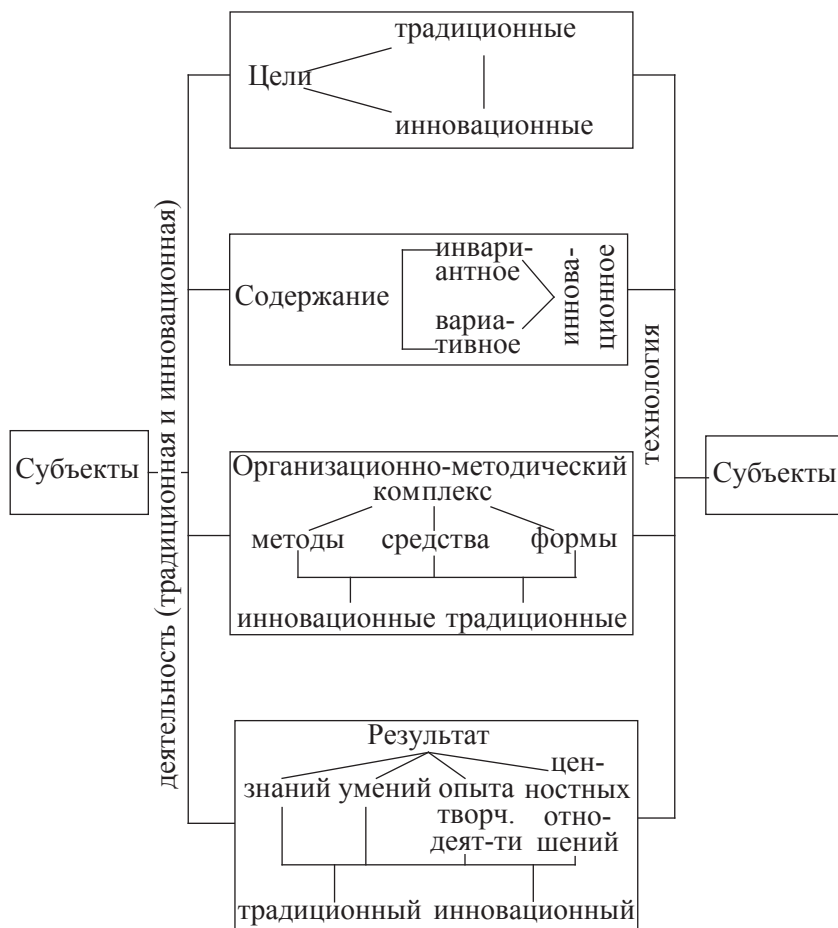 традиционные
Цели
инновационные
деятельность (традиционная и инновационная)
Содержание
инвари-
антное
вариа-
тивное
иннова-
ционное
технология
Субъекты
Организационно-методический
комплекс
методы средства формы
инновационные традиционные
Субъекты
Результат
знаний умений опыта
творч.
деят-ти
цен-
ностных
отно-
шений
традиционный инновационный